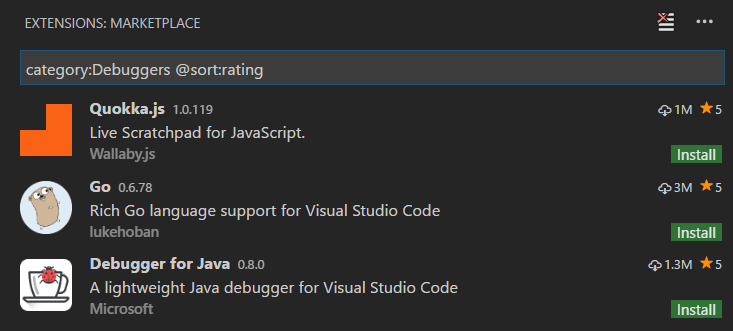 EXTENSIONS: MARKETPLACE
category:Debuggers @sort:rating
Quokka.js 1.0.119 1M 5
Live Scratchpad for JavaScript.
Wallaby.js Install
Go 0.6.78 3M 5
Rich Go language support for Visual Studio Code
lukehoban Install
Debugger for Java 0.8.0 1.3M 5
A lightweight Java debugger for Visual Studio Code
Microsoft Install